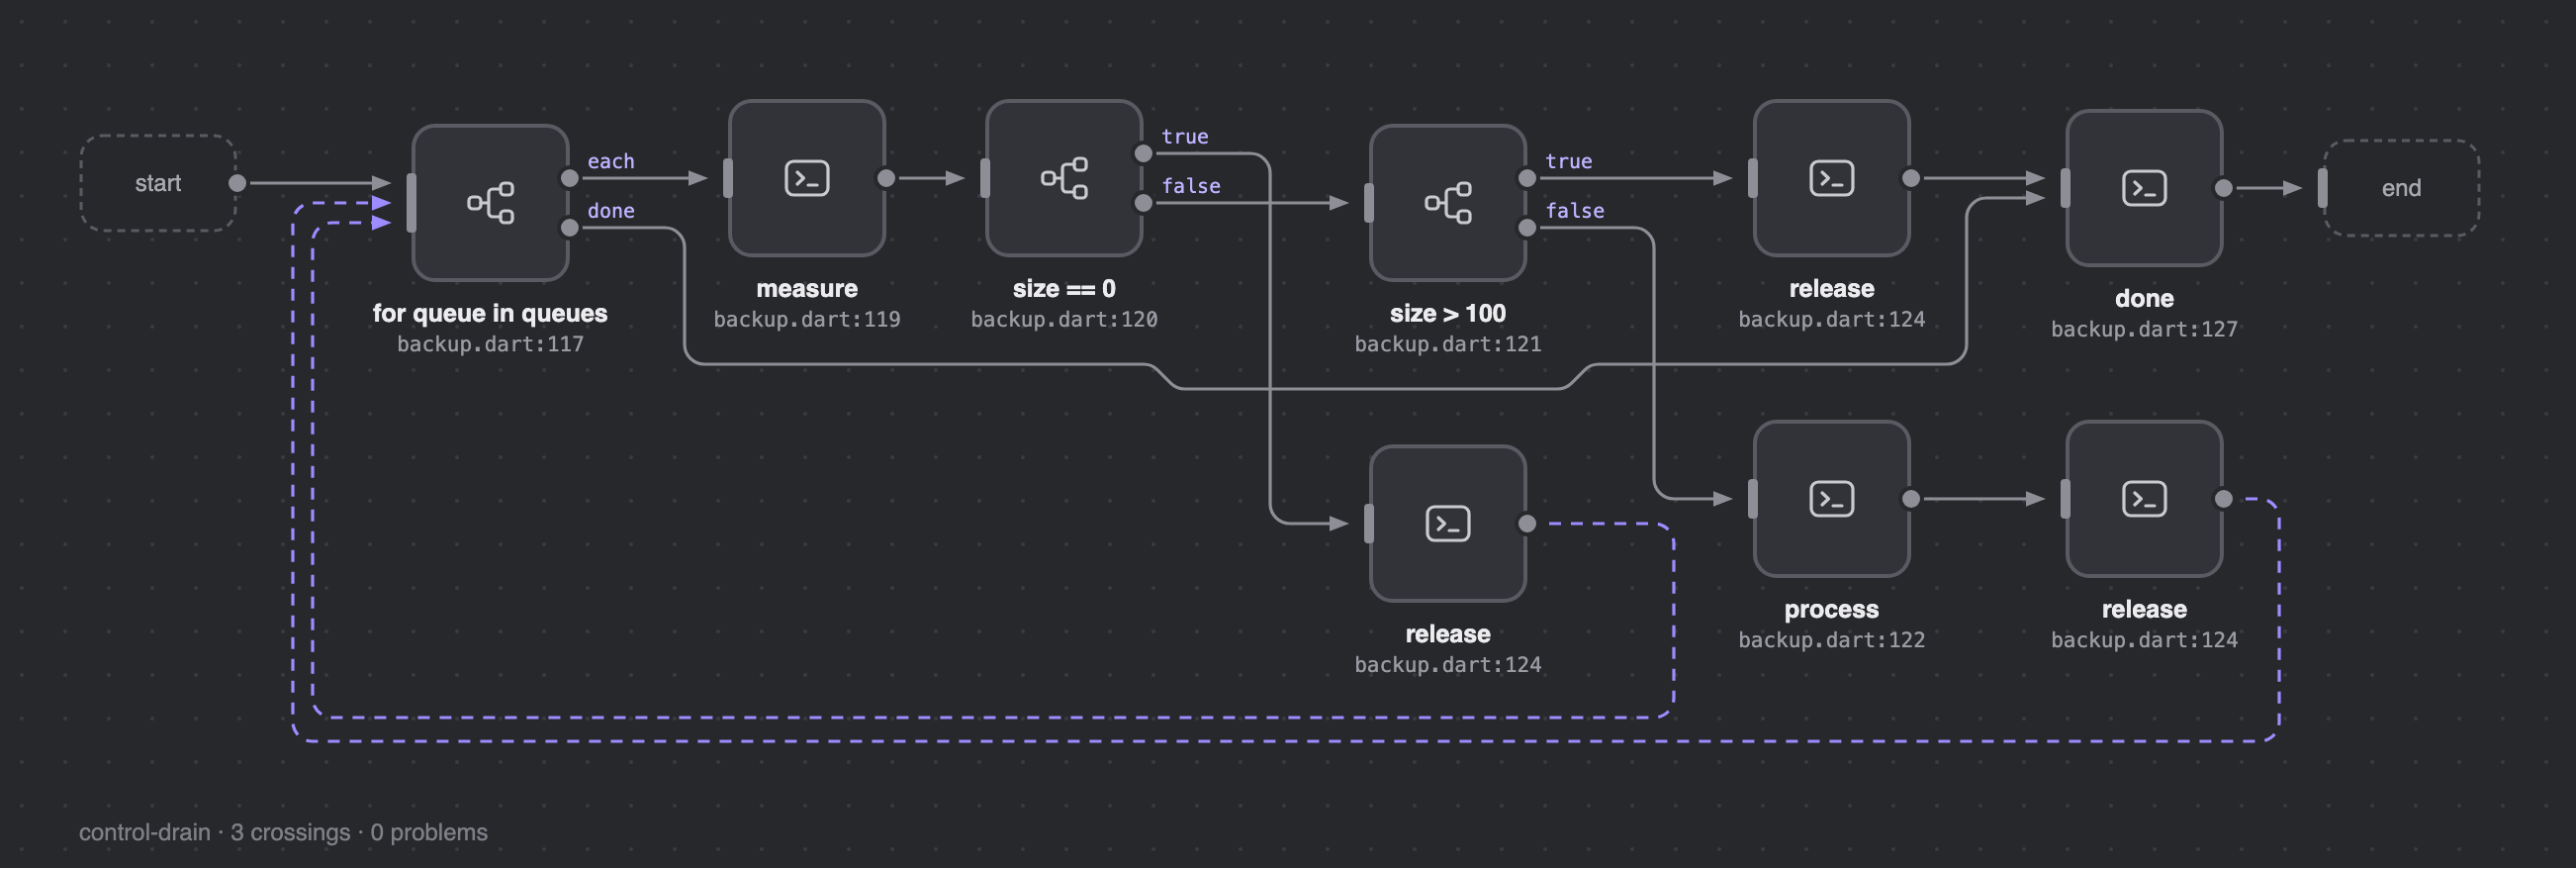 start
each
done
for queue in queues
backup.dart:117
measure
backup.dart:119
true
false
size == 0
backup.dart:120
true
false
size > 100
backup.dart:121
release
backup.dart:124
done
backup.dart:127
end
release
backup.dart:124
process
backup.dart:122
release
backup.dart:124
control-drain · 3 crossings · 0 problems